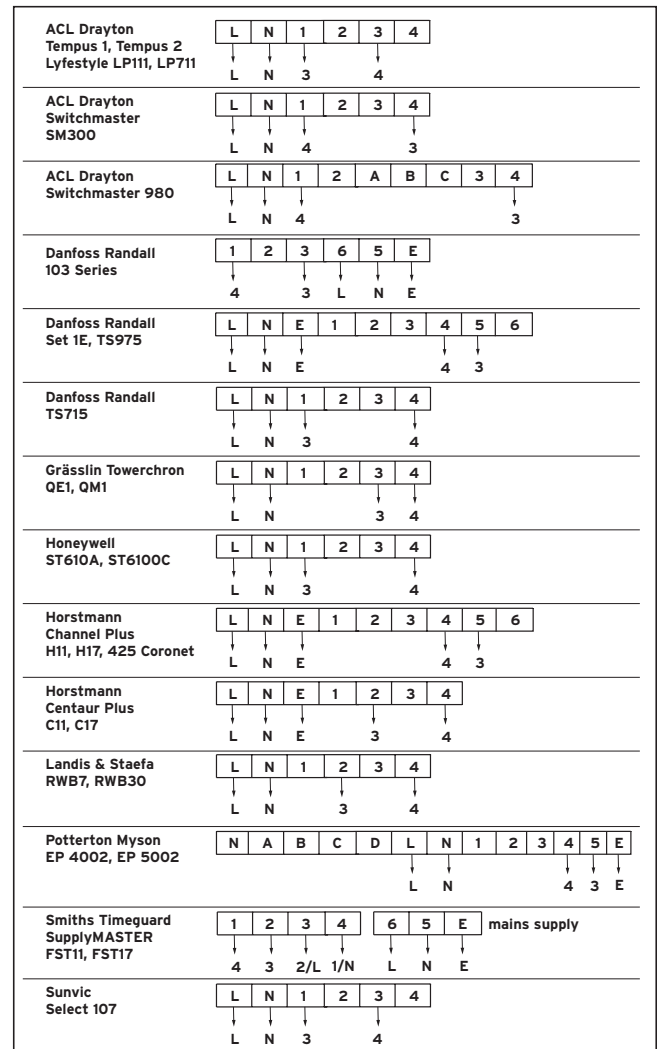 ACL Drayton
Tempus 1, Tempus 2
Lyfestyle LP111, LP711
L N 1 2 3 4
L N 3 4
ACL Drayton
Switchmaster
SM300
L N 1 2 3 4
L N 4 3
ACL Drayton
Switchmaster 980
L N 1 2 A B C 3 4
L N 4 3
Danfoss Randall
103 Series
1 2 3 6 5 E
4 3 L N E
Danfoss Randall
Set 1E, TS975
L N E 1 2 3 4 5 6
L N E 4 3
Danfoss Randall
TS715
L N 1 2 3 4
L N 3 4
Grässlin Towerchron
QE1, QM1
L N 1 2 3 4
L N 3 4
Honeywell
ST610A, ST6100C
L N 1 2 3 4
L N 3 4
Horstmann
Channel Plus
H11, H17, 425 Coronet
L N E 1 2 3 4 5 6
L N E 4 3
Horstmann
Centaur Plus
C11, C17
L N E 1 2 3 4
L N E 3 4
Landis & Staefa
RWB7, RWB30
L N 1 2 3 4
L N 3 4
Potterton Myson
EP 4002, EP 5002
N A B C D L N 1 2 3 4 5 E
L N 4 3 E
Smiths Timeguard
SupplyMASTER
FST11, FST17
1 2 3 4 6 5 E mains supply
4 3 2/L 1/N L N E
Sunvic
Select 107
L N 1 2 3 4
L N 3 4